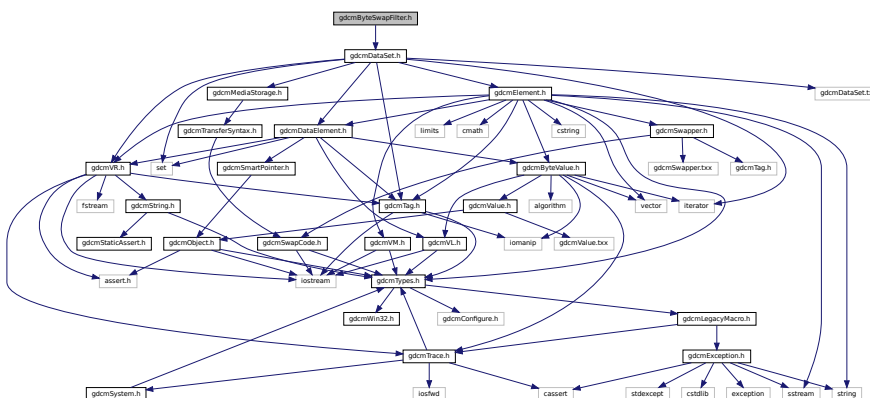 gdcmByteSwapFilter.h
gdcmDataSet.h
gdcmMediaStorage.h
gdcmElement.h
gdcmDataSet.tx
gdcmTransferSyntax.h
gdcmDataElement.h
limits
cmath
cstring
gdcmSwapper.h
gdcmVR.h
set
gdcmSmartPointer.h
gdcmByteValue.h
gdcmSwapper.txx
gdcmTag.h
fstream
gdcmString.h
gdcmTag.h
gdcmValue.h
algorithm
vector
iterator
gdcmStaticAssert.h
gdcmObject.h
gdcmSwapCode.h
gdcmVM.h
gdcmVL.h
iomanip
gdcmValue.txx
assert.h
iostream
gdcmTypes.h
gdcmWin32.h
gdcmConfigure.h
gdcmLegacyMacro.h
gdcmTrace.h
gdcmException.h
gdcmSystem.h
iosfwd
cassert
stdexcept
cstdlib
exception
sstream
string